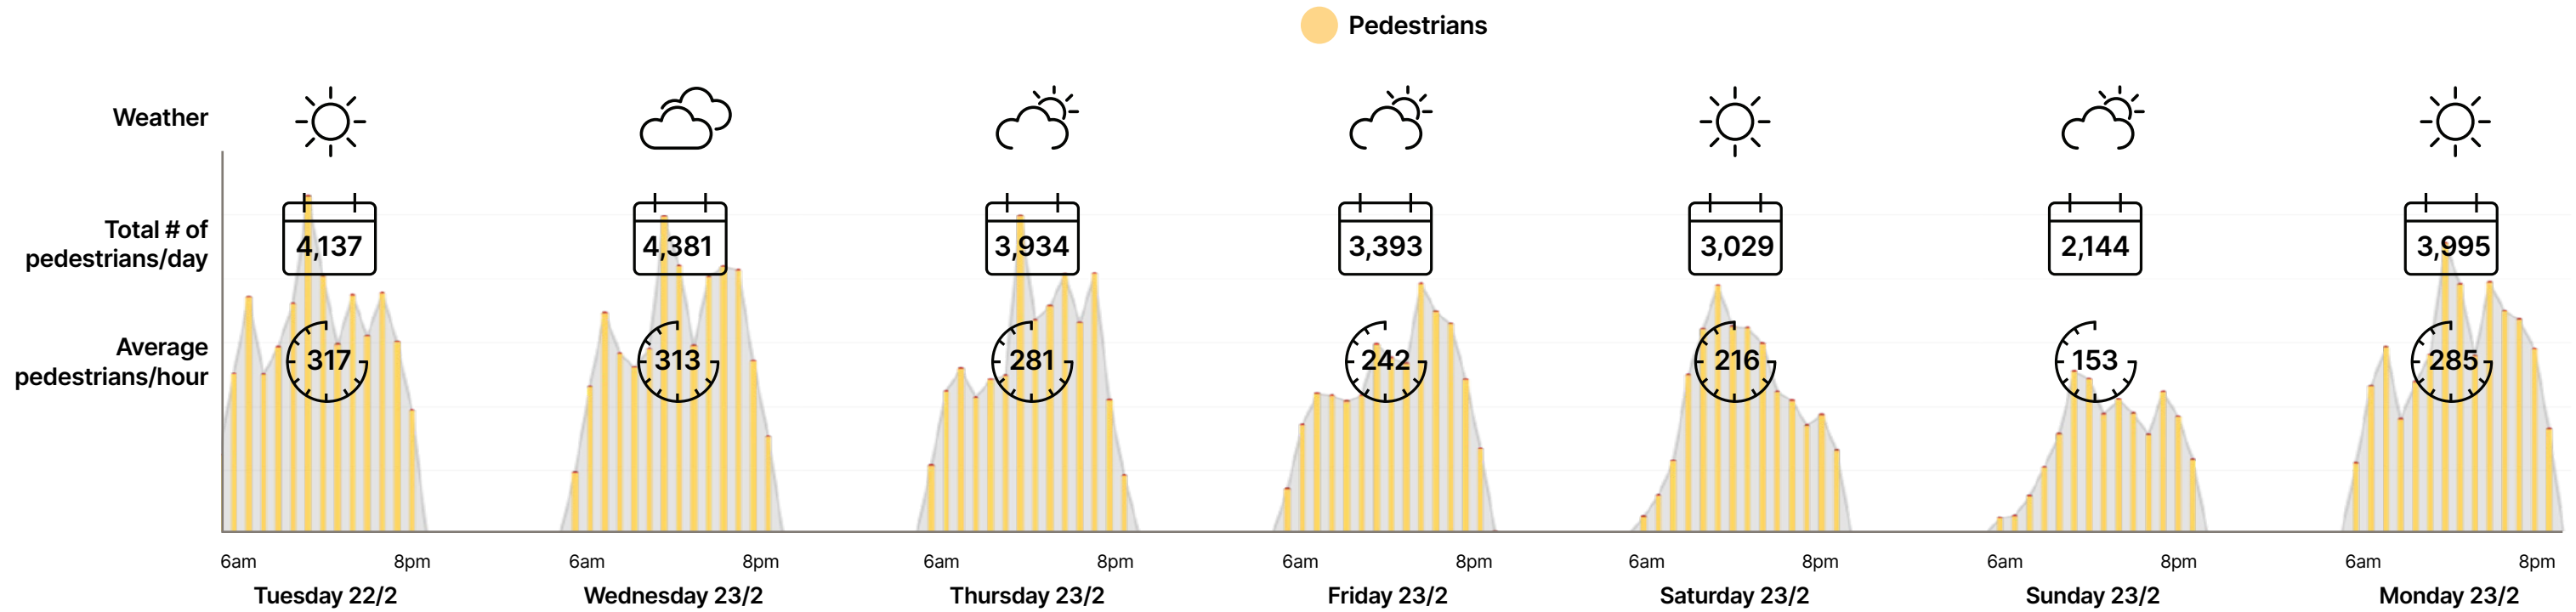 Pedestrians
Weather
Total # of
pedestrians/day
4,137
4,381
3,934
3,393
3,029
2,144
3,995
Average
pedestrians/hour
317
313
281
242
216
153
285
6am 8pm 6am 8pm 6am 8pm 6am 8pm 6am 8pm 6am 8pm 6am 8pm
Tuesday 22/2 Wednesday 23/2 Thursday 23/2 Friday 23/2 Saturday 23/2 Sunday 23/2 Monday 23/2